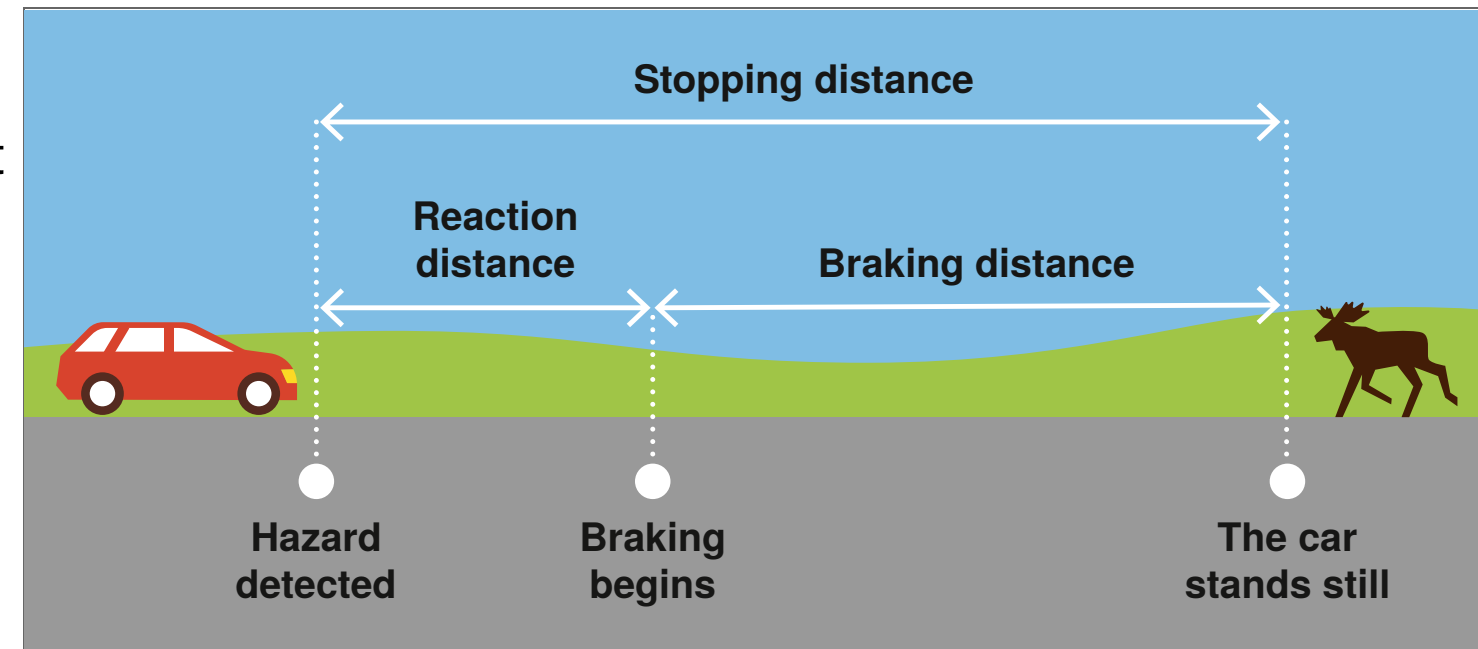 Stopping distance
Reaction
distance
Braking distance
Hazard
detected
Braking
begins
The car
stands still